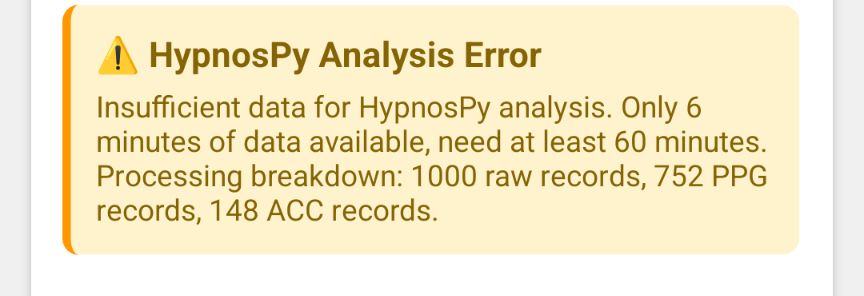 ⚠️ HypnosPy Analysis Error
Insufficient data for HypnosPy analysis. Only 6
minutes of data available, need at least 60 minutes.
Processing breakdown: 1000 raw records, 752 PPG
records, 148 ACC records.